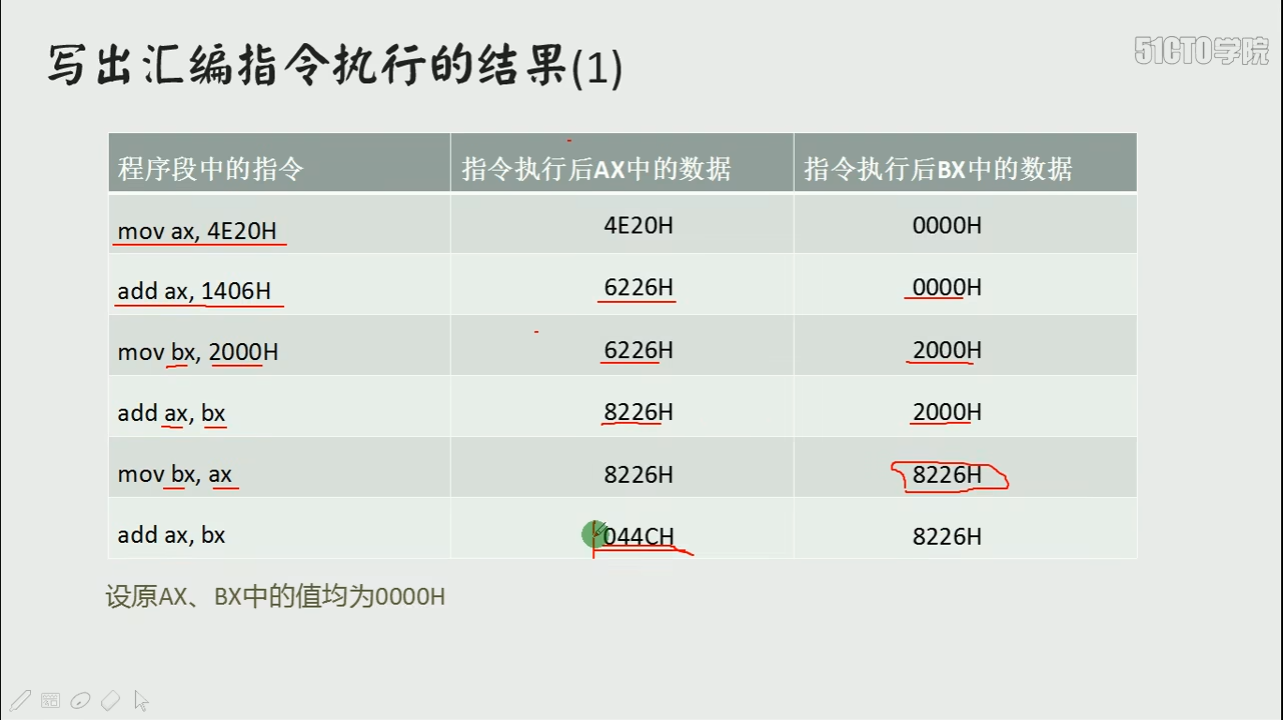 写出汇编指令执行的结果(1)
51CTO学院
程序段中的指令 指令执行后AX中的数据 指令执行后BX中的数据
mov ax, 4E20H 4E20H 0000H
add ax, 1406H 6226H 0000H
mov bx, 2000H 6226H 2000H
add ax, bx 8226H 2000H
mov bx, ax 8226H 8226H
add ax, bx 044CH 8226H
设原AX、BX中的值均为0000H